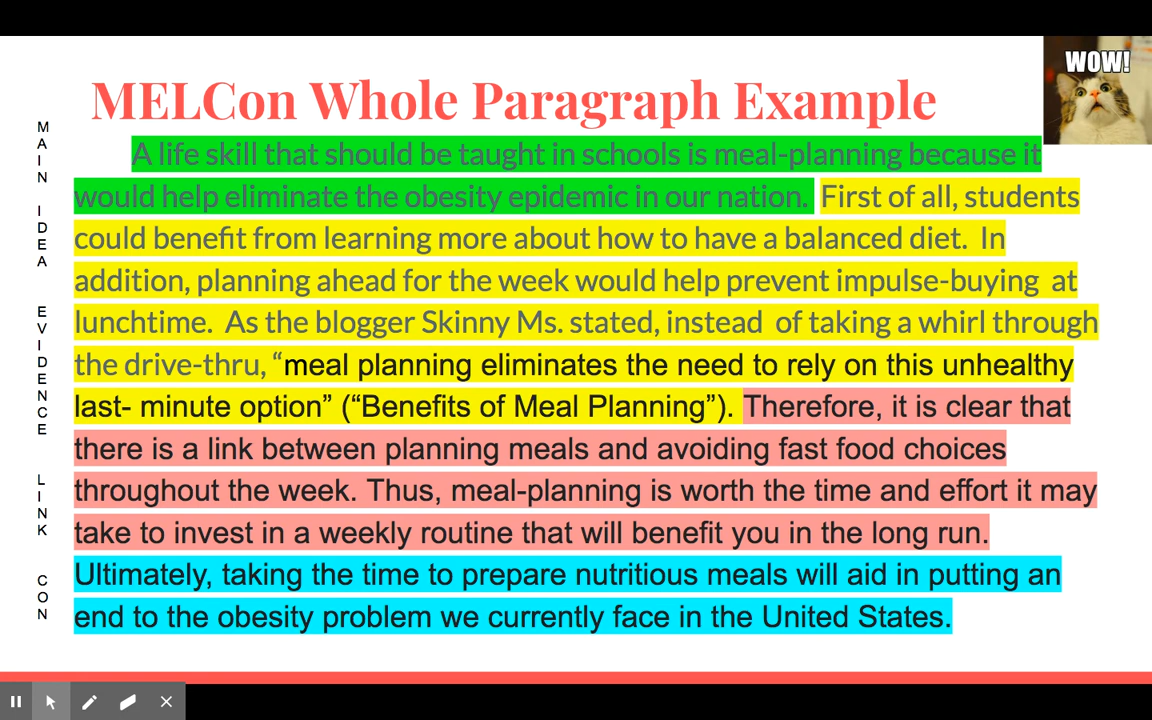 WOW!
MELCon Whole Paragraph Example
MAIN IDEA EVIDENCE LINK CON
A life skill that should be taught in schools is meal-planning because it
would help eliminate the obesity epidemic in our nation. First of all, students
could benefit from learning more about how to have a balanced diet. In
addition, planning ahead for the week would help prevent impulse-buying at
lunchtime. As the blogger Skinny Ms. stated, instead of taking a whirl through
the drive-thru, “meal planning eliminates the need to rely on this unhealthy
last- minute option” (“Benefits of Meal Planning”). Therefore, it is clear that
there is a link between planning meals and avoiding fast food choices
throughout the week. Thus, meal-planning is worth the time and effort it may
take to invest in a weekly routine that will benefit you in the long run.
Ultimately, taking the time to prepare nutritious meals will aid in putting an
end to the obesity problem we currently face in the United States.